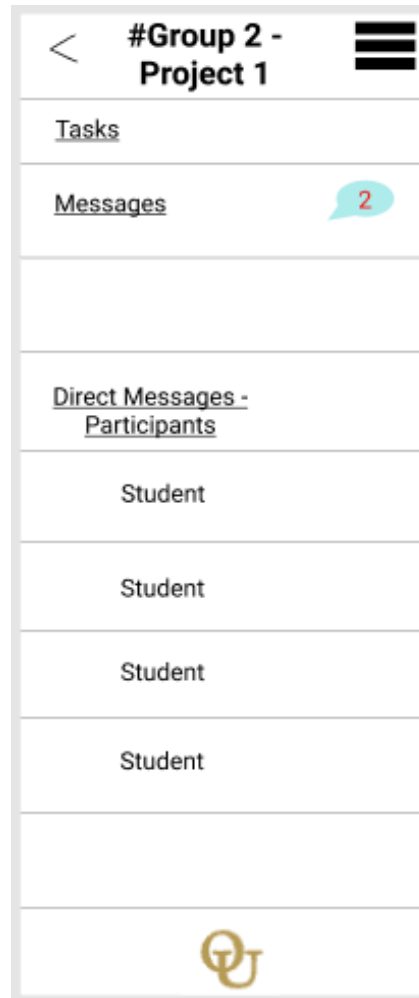 <
#Group 2 -
Project 1
Tasks
Messages
2
Direct Messages -
Participants
Student
Student
Student
Student
OU